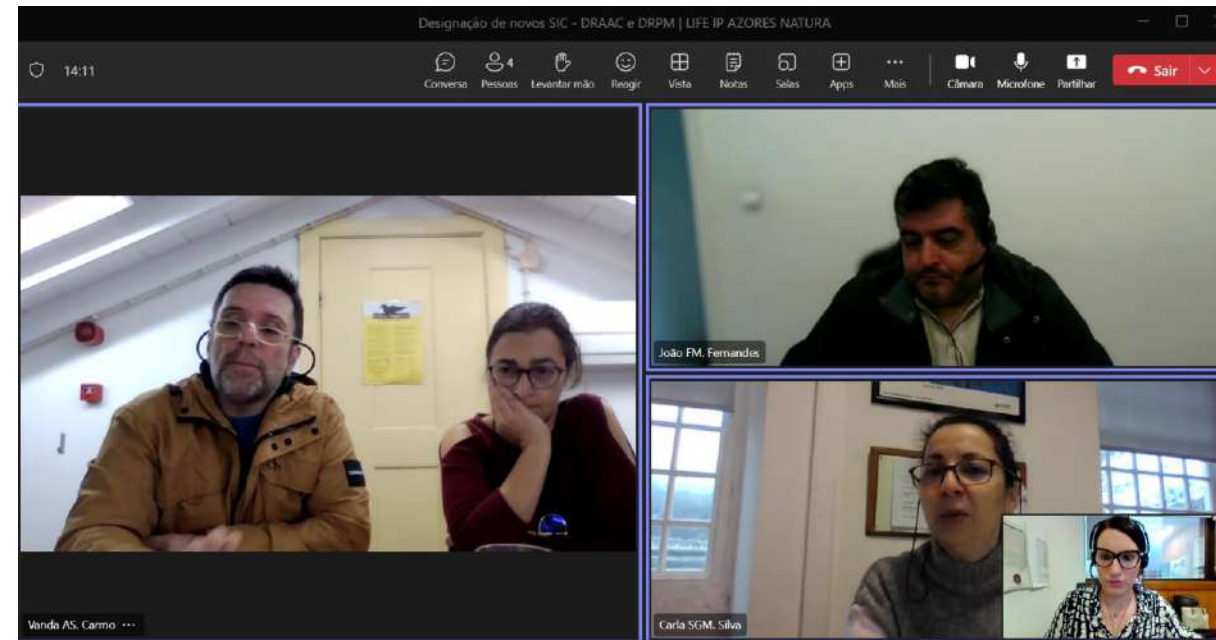 Designação de novos SIC - DRAAC e DRPM | LIFE IP AZORES NATURA
14:11
Conversa
Pessoas
4
Levantar mão
Reagir
Vista
Notas
Salas
Apps
Mais
Câmara
Microfone
Partilhar
Sair
João FM. Fernandes
Vanda AS. Carmo
Carla SGM. Silva